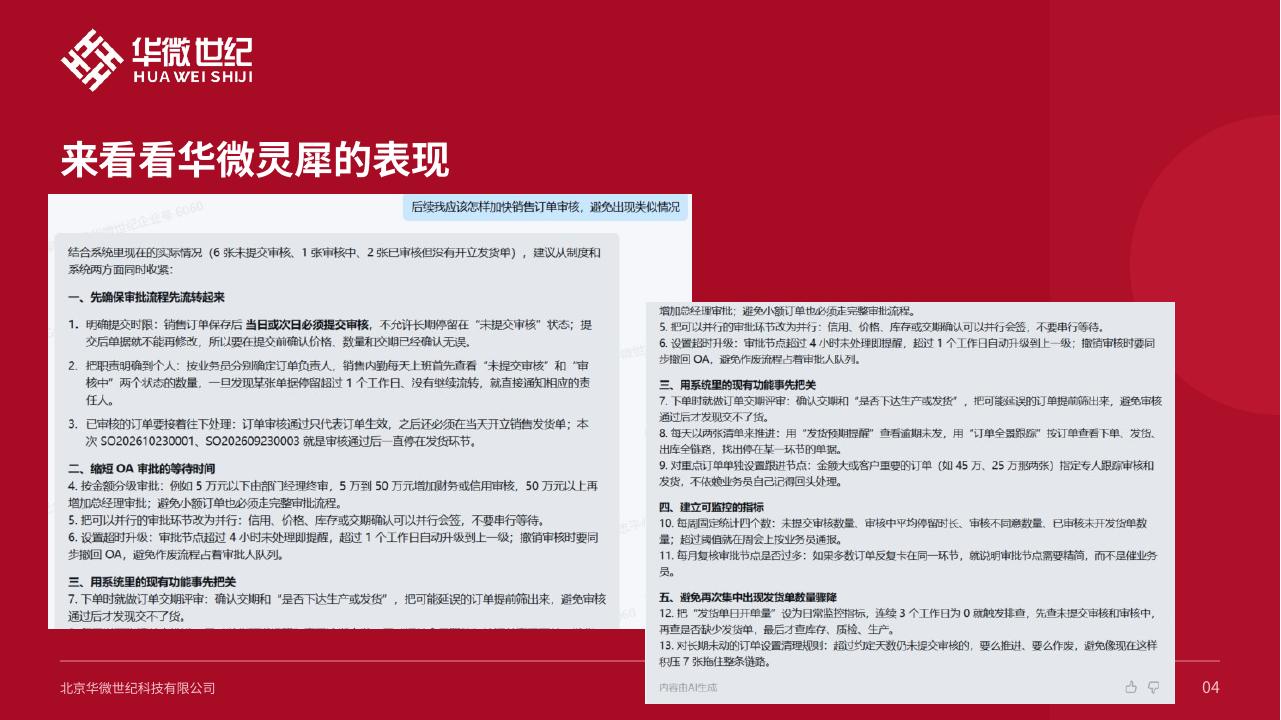 华微世纪
HUA WEI SHIJI
来看看华微灵犀的表现
后续我应该怎样加快销售订单审核，避免出现类似情况
结合系统里现在的实际情况（6 张未提交审核、1 张审核中、2 张已审核但没有开立发货单），建议从制度和
系统两方面同时收紧：
一、先确保审批流程先流转起来
1. 明确提交时限：销售订单保存后 当日或次日必须提交审核，不允许长期停留在“未提交审核”状态；提
交后单据就不能再修改，所以要在提交前确认价格、数量和交期已经确认无误。
2. 把职责明确到个人：按业务员分别确定订单负责人，销售内勤每天上班首先查看“未提交审核”和“审
核中”两个状态的数量，一旦发现某张单据停留超过 1 个工作日、没有继续流转，就直接通知相应的责
任人。
3. 已审核的订单要接着往下处理：订单审核通过只代表订单生效，之后还必须在当天开立销售发货单；本
次 SO202610230001、SO202609230003 就是审核通过后一直停在发货环节。
二、缩短 OA 审批的等待时间
4. 按金额分级审批：例如 5 万元以下由部门经理终审，5 万到 50 万元增加财务或信用审核，50 万元以上再
增加总经理审批；避免小额订单也必须走完整审批流程。
5. 把可以并行的审批环节改为并行：信用、价格、库存或交期确认可以并行会签，不要串行等待。
6. 设置超时升级：审批节点超过 4 小时未处理即提醒，超过 1 个工作日自动升级到上一级；撤销审核时要同
步撤回 OA，避免作废流程占着审批人队列。
三、用系统里的现有功能事先把关
7. 下单时就做订单交期评审：确认交期和“是否下达生产或发货”，把可能延误的订单提前筛出来，避免审核
通过后才发现交不了货。
增加总经理审批；避免小额订单也必须走完整审批流程。
5. 把可以并行的审批环节改为并行：信用、价格、库存或交期确认可以并行会签，不要串行等待。
6. 设置超时升级：审批节点超过 4 小时未处理即提醒，超过 1 个工作日自动升级到上一级；撤销审核时要同
步撤回 OA，避免作废流程占着审批人队列。
三、用系统里的现有功能事先把关
7. 下单时就做订单交期评审：确认交期和“是否下达生产或发货”，把可能延误的订单提前筛出来，避免审核
通过后才发现交不了货。
8. 每天以两张清单来推进：用“发货预期提醒”查看逾期未发，用“订单全景跟踪”按订单查看下单、发货、
出库全链路，找出停在某一环节的单据。
9. 对重点订单单独设置跟进节点：金额大或客户重要的订单（如 45 万、25 万那两张）指定专人跟踪审核和
发货，不依赖业务员自己记得回头处理。
四、建立可监控的指标
10. 每周固定统计四个数：未提交审核数量、审核中平均停留时长、审核不同意数量、已审核未开发货单数
量；超过阈值就在周会上按业务员通报。
11. 每月复核审批节点是否过多：如果多数订单反复卡在同一环节，就说明审批节点需要精简，而不是催业务
员。
五、避免再次集中出现发货单数量骤降
12. 把“发货单日开单量”设为日常监控指标，连续 3 个工作日为 0 就触发排查，先查未提交审核和审核中，
再查是否缺少发货单，最后才查库存、质检、生产。
13. 对长期未动的订单设置清理规则：超过约定天数仍未提交审核的，要么推进、要么作废，避免像现在这样
积压 7 张拖住整条链路。
内容由AI生成
北京华微世纪科技有限公司
04